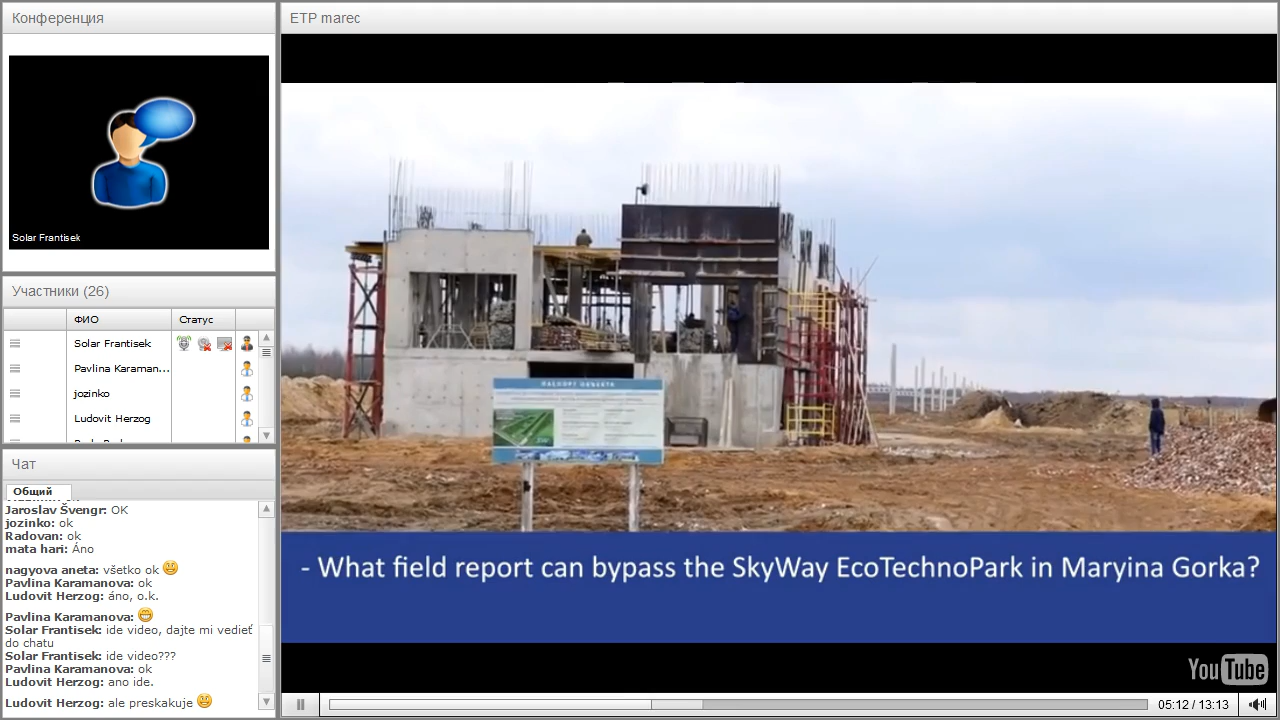 Конференция
Solar Frantisek
Участники (26)
ФИО
Статус
Solar Frantisek
Pavlina Karaman...
jozinko
Ludovit Herzog
Чат
Общий
Jaroslav Švengr: OK
jozinko: ok
Radovan: ok
mata hari: Áno
nagyova aneta: všetko ok
Pavlina Karamanova: ok
Ludovit Herzog: áno, o.k.
Pavlina Karamanova:
Solar Frantisek: ide video, dajte mi vedieť
do chatu
Solar Frantisek: ide video???
Pavlina Karamanova: ok
Ludovit Herzog: ano ide.
Ludovit Herzog: ale preskakuje
ETP marec
ПАСПОРТ ОБЪЕКТА
- What field report can bypass the SkyWay EcoTechnoPark in Maryina Gorka?
YouTube
05:12 / 13:13